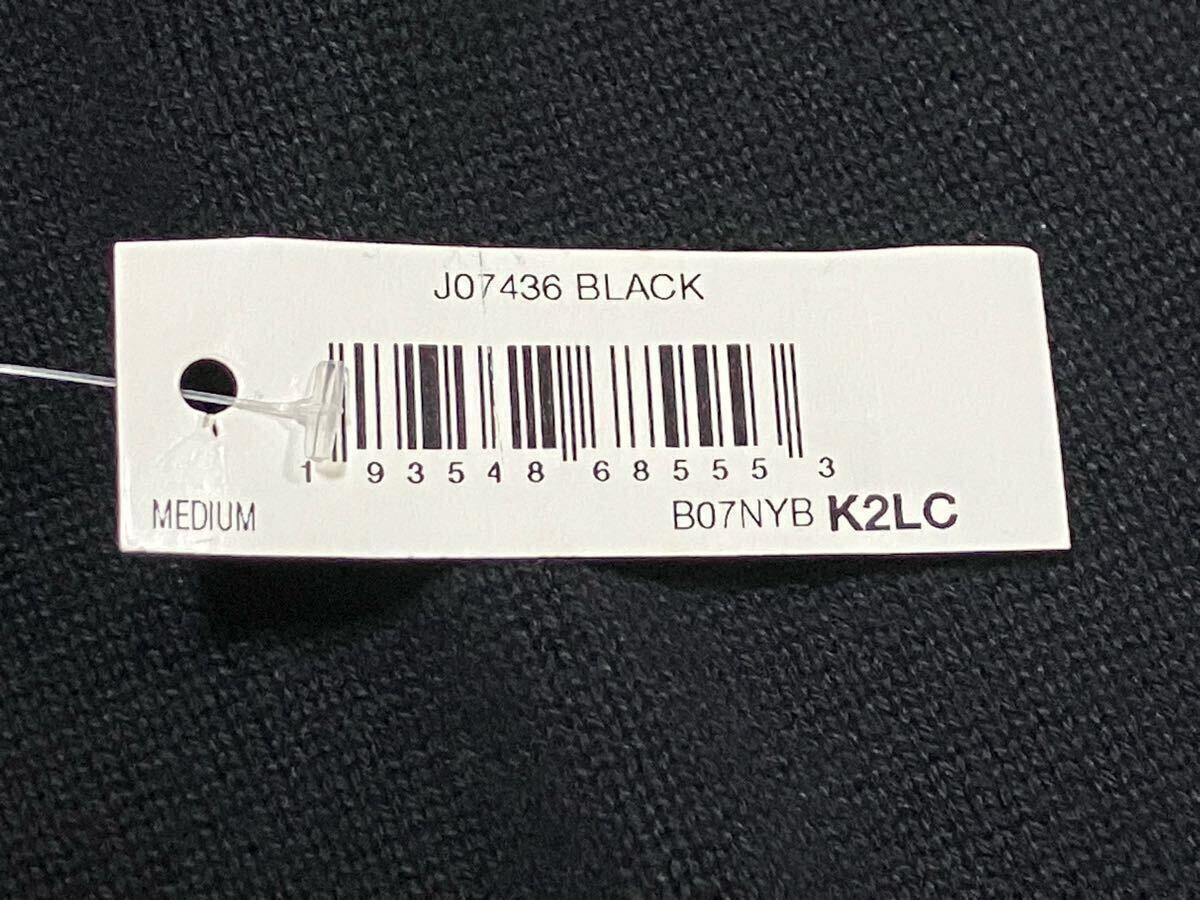 J07436 BLACK
1 93548 68555 3
MEDIUM B07NYB K2LC